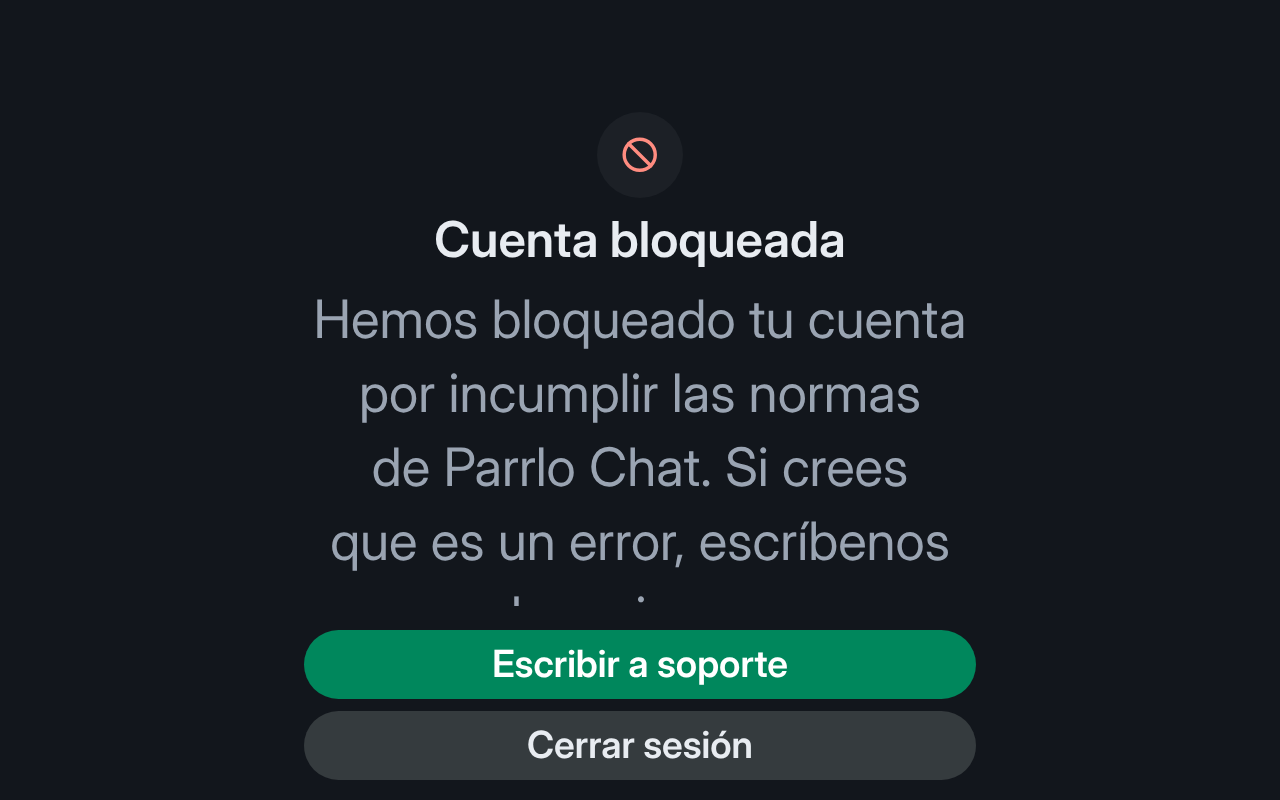 Cuenta bloqueada
Hemos bloqueado tu cuenta
por incumplir las normas
de Parrlo Chat. Si crees
que es un error, escríbenos
Escribir a soporte
Cerrar sesión